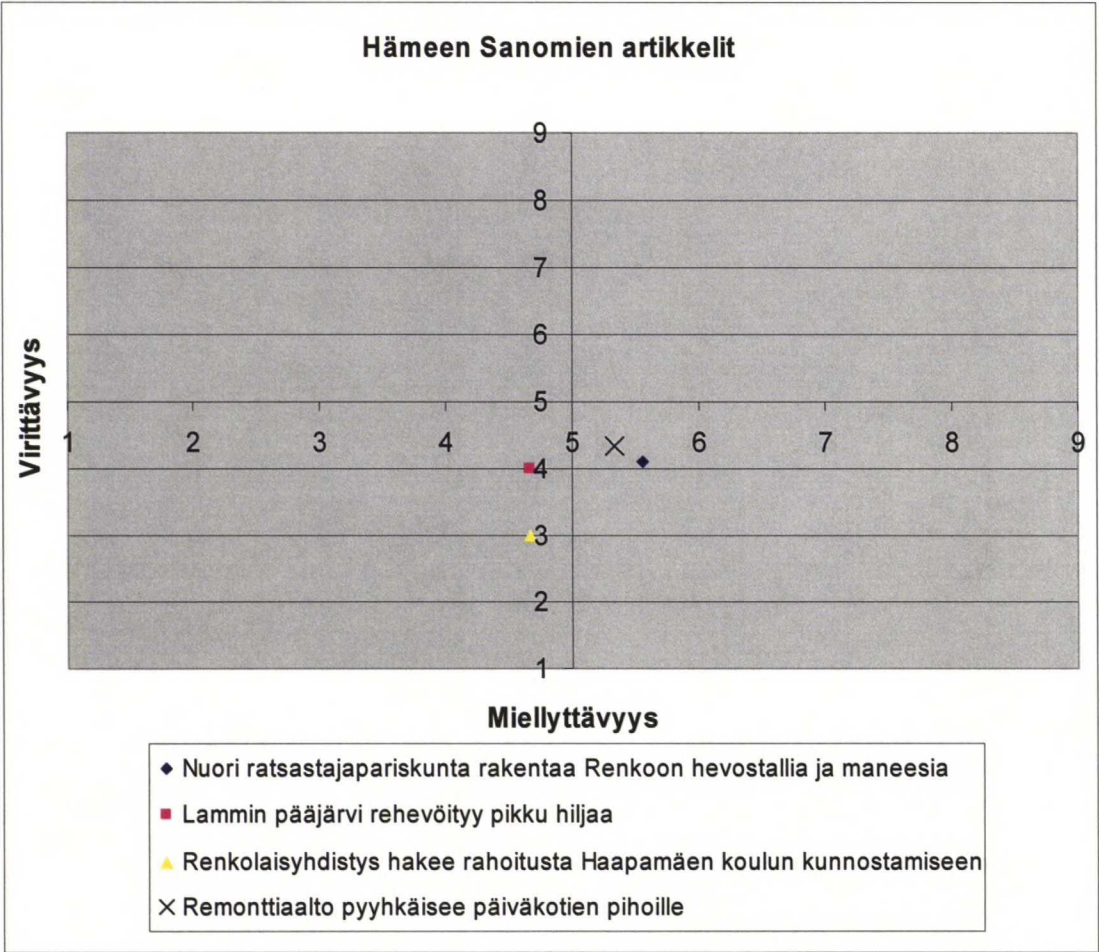 Hämeen Sanomien artikkelit
9
8
7
6
5
1 2 3 4 5 6 7 8 9
4
3
2
1
Virittävyys
Miellyttävyys
Nuori ratsastajapariskunta rakentaa Renkoon hevostallia ja maneesia
Lammin pääjärvi rehevöityy pikku hiljaa
Renkolaisyhdistys hakee rahoitusta Haapamäen koulun kunnostamiseen
Remonttiaalto pyyhkäisee päiväkotien pihoille